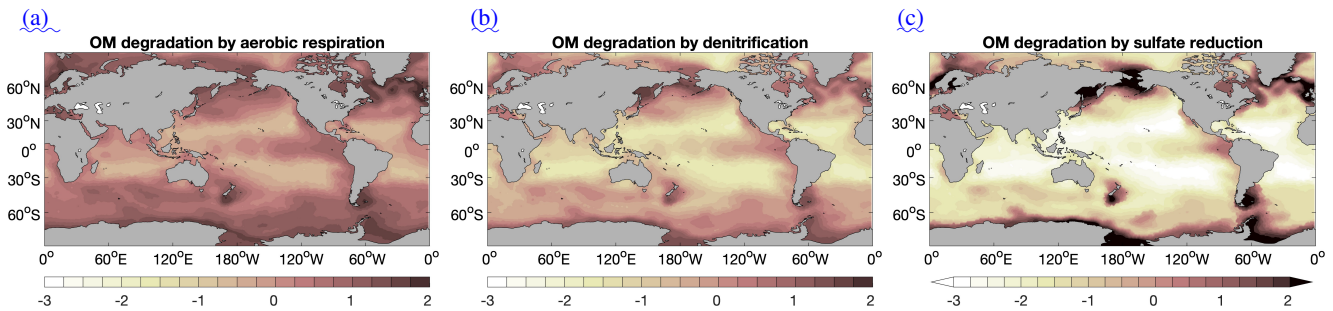 (a) (b) (c)
OM degradation by aerobic respiration OM degradation by denitrification OM degradation by sulfate reduction
60°N 60°N 60°N
30°N 30°N 30°N
0° 0° 0°
30°S 30°S 30°S
60°S 60°S 60°S
0° 60°E 120°E 180°W 120°W 60°W 0° 0° 60°E 120°E 180°W 120°W 60°W 0° 0° 60°E 120°E 180°W 120°W 60°W 0°
-3 -2 -1 0 1 2 -3 -2 -1 0 1 2 -3 -2 -1 0 1 2